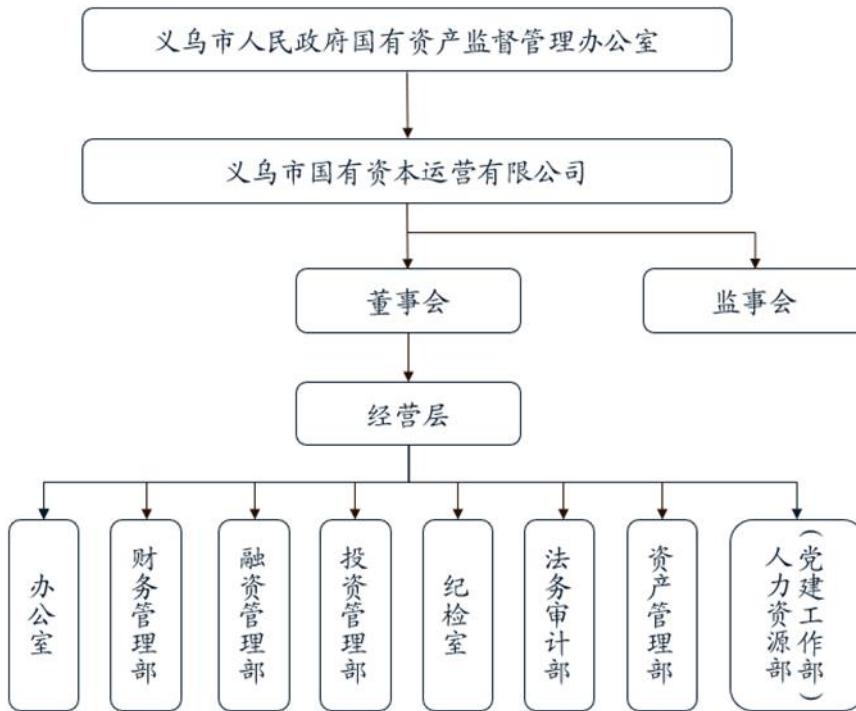 义乌市人民政府国有资产监督管理办公室
义乌市国有资本运营有限公司
董事会
监事会
经营层
办公室
财务管理部
融资管理部
投资管理部
纪检室
法务审计部
资产管理部
人力资源部
（党建工作部）